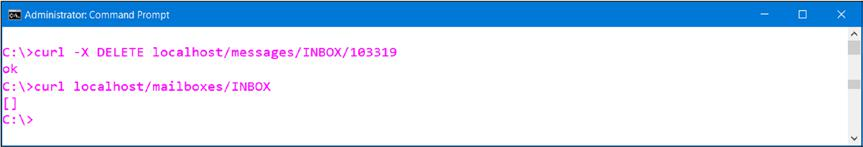 Administrator: Command Prompt
C:\>curl -X DELETE localhost/messages/INBOX/103319
ok
C:\>curl localhost/mailboxes/INBOX
[]
C:\>